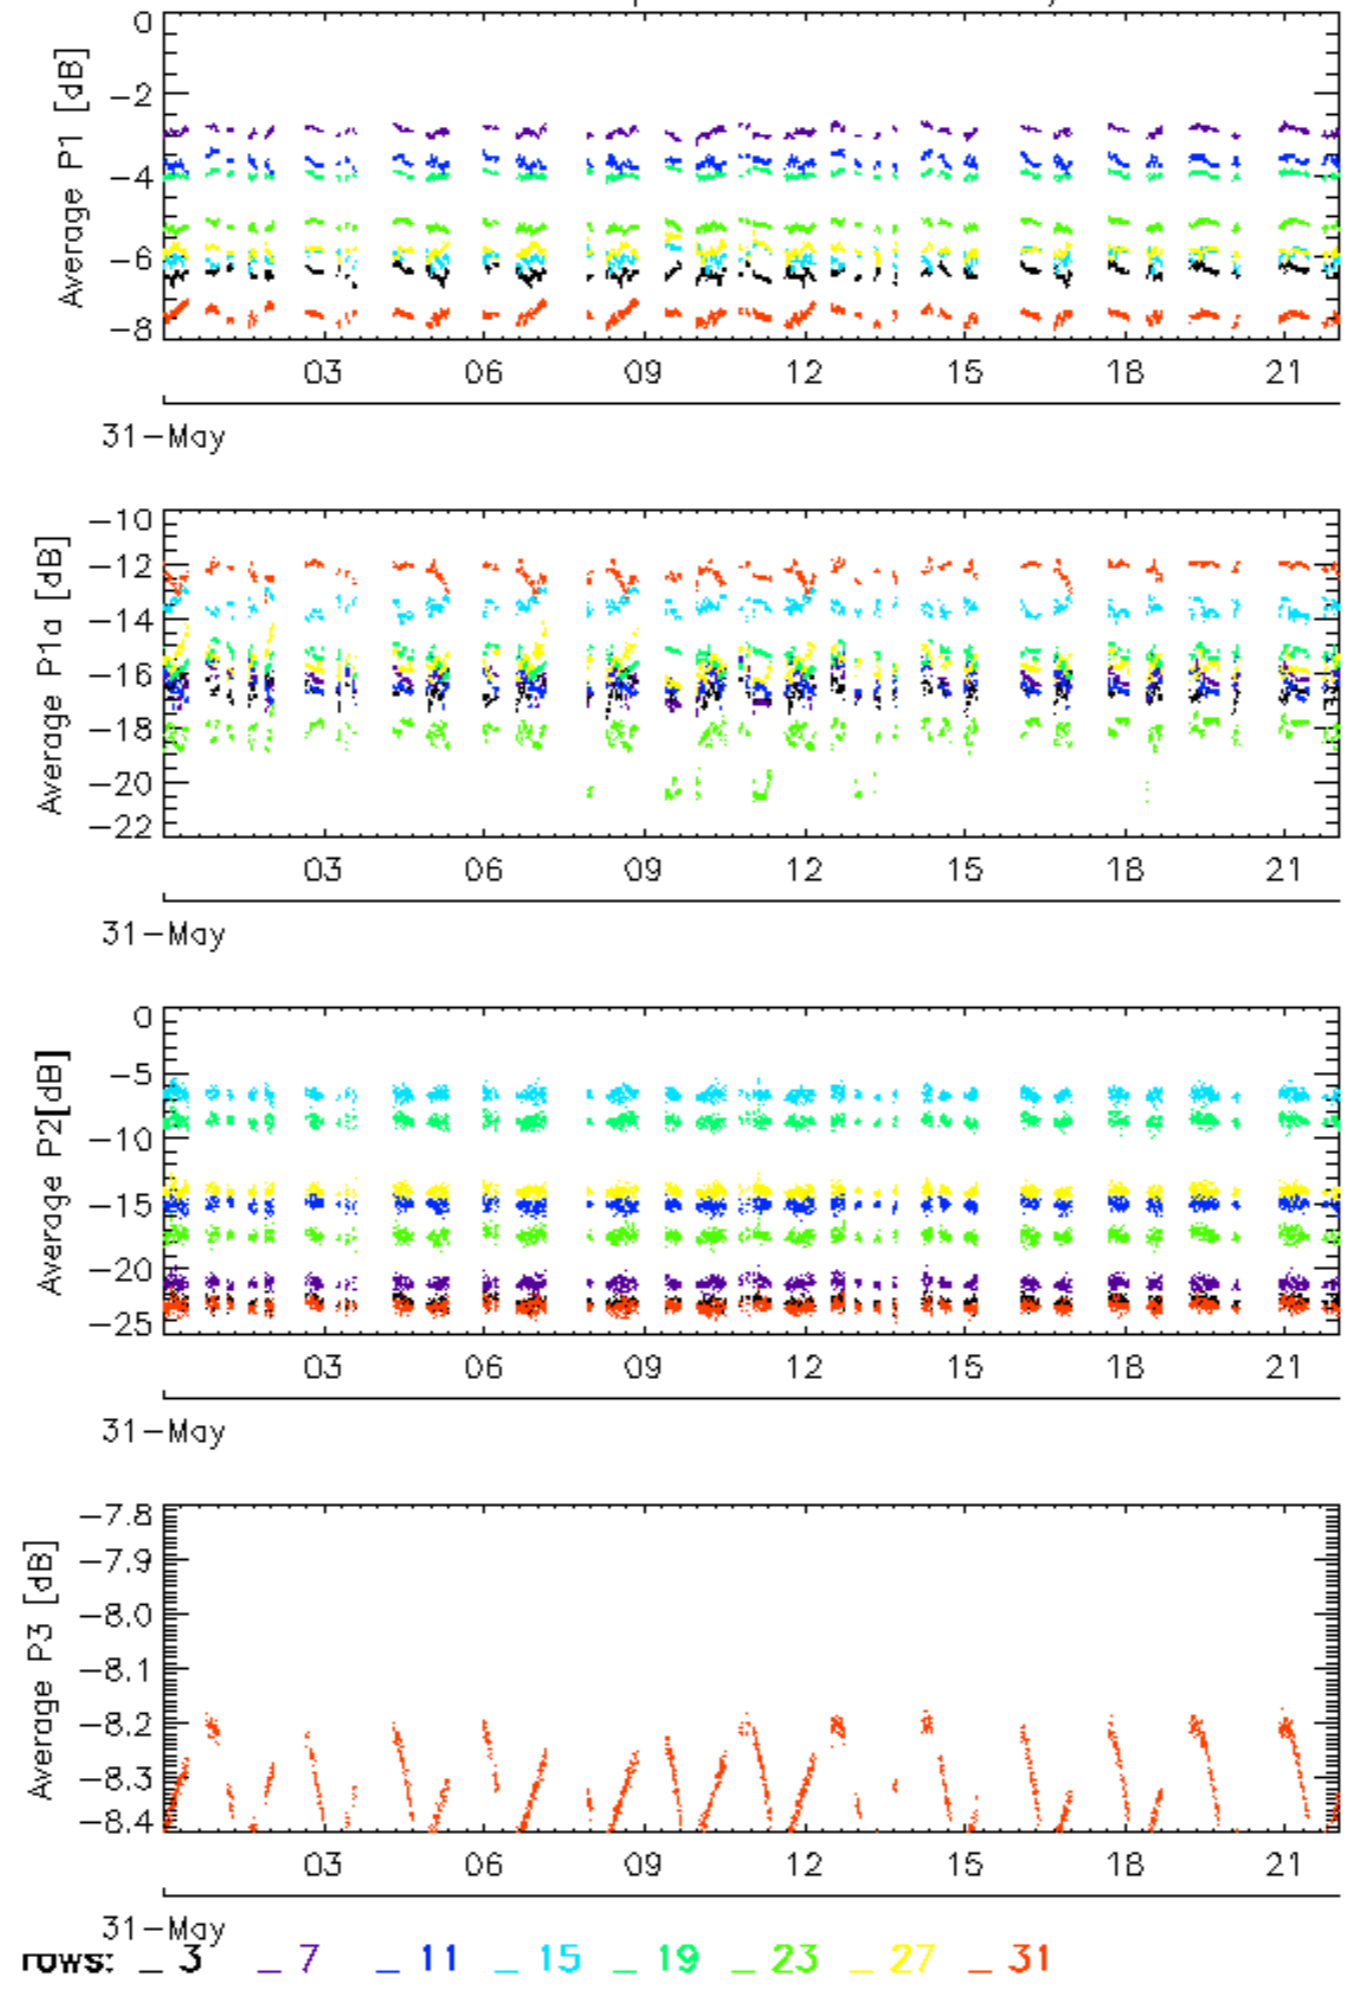 0
−2
−4
−6
−8
Average P1 [dB]
03 06 09 12 15 18 21
31−May
−10
−12
−14
−16
−18
−20
−22
Average P1a [dB]
03 06 09 12 15 18 21
31−May
0
−5
−10
−15
−20
−25
Average P2[dB]
03 06 09 12 15 18 21
31−May
−7.8
−7.9
−8.0
−8.1
−8.2
−8.3
−8.4
Average P3 [dB]
03 06 09 12 15 18 21
31−May
rows: _ 3 _ 7 _ 11 _ 15 _ 19 _ 23 _ 27 _ 31